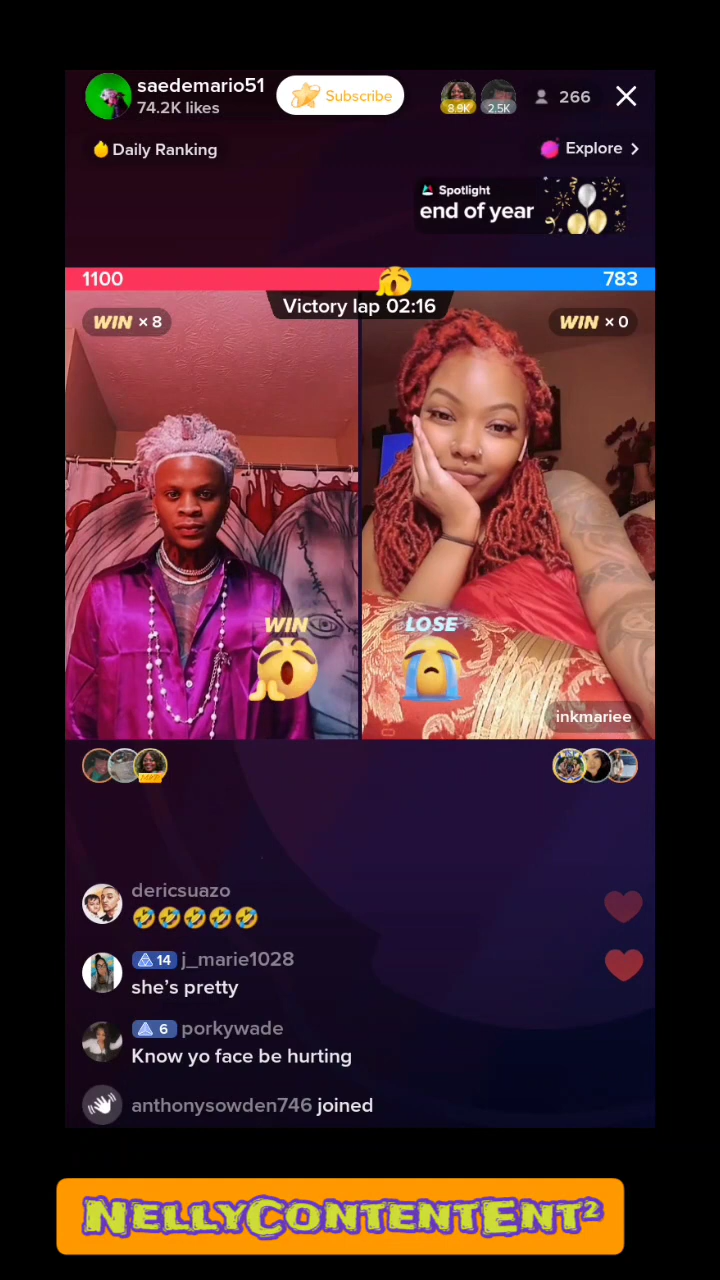 saedemario51
74.2K likes
Subscribe
8.9K
2.5K
266
Daily Ranking
Explore
Spotlight
end of year
1100
783
Victory lap 02:16
WIN × 8
WIN × 0
WIN
LOSE
inkmariee
dericsuazo
🤣🤣🤣🤣🤣
14 j_marie1028
she's pretty
6 porkywade
Know yo face be hurting
anthonysowden746 joined
NELLYCONTENTENT²